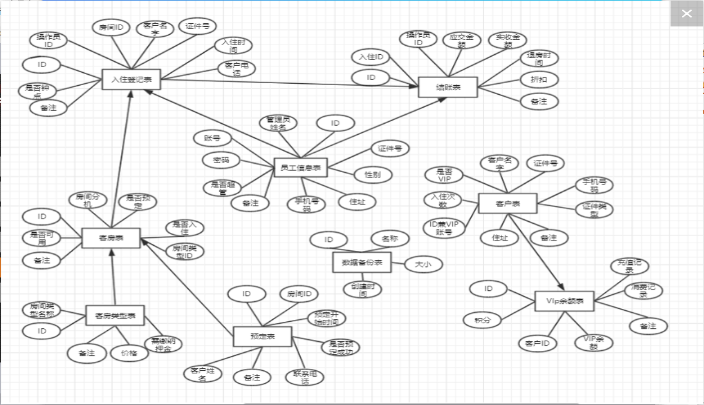 房间ID
客户名字
证件号
操作员ID
入住时间
ID
客户电话
入住登记表
是否钟点
备注
操作员ID
应交金额
实收金额
入住ID
退房时间
ID
折扣
结账表
备注
管理员姓名
ID
账号
证件号
密码
员工信息表
性别
备注
手机号码
住址
是否VIP
客户名字
证件号
手机号码
入住次数
客户表
证件类型
ID兼VIP账号
住址
备注
房间分机
是否预定
ID
是否入住
是否可用
客房表
房间类型ID
备注
ID
名称
数据备份表
大小
创建时间
房间类型名称
客房类型表
ID
备注
价格
需缴纳押金
ID
房间ID
预定开始时间
预定表
是否预定成功
客户姓名
备注
联系电话
充值记录
ID
消费记录
Vip余额表
积分
备注
客户ID
VIP余额